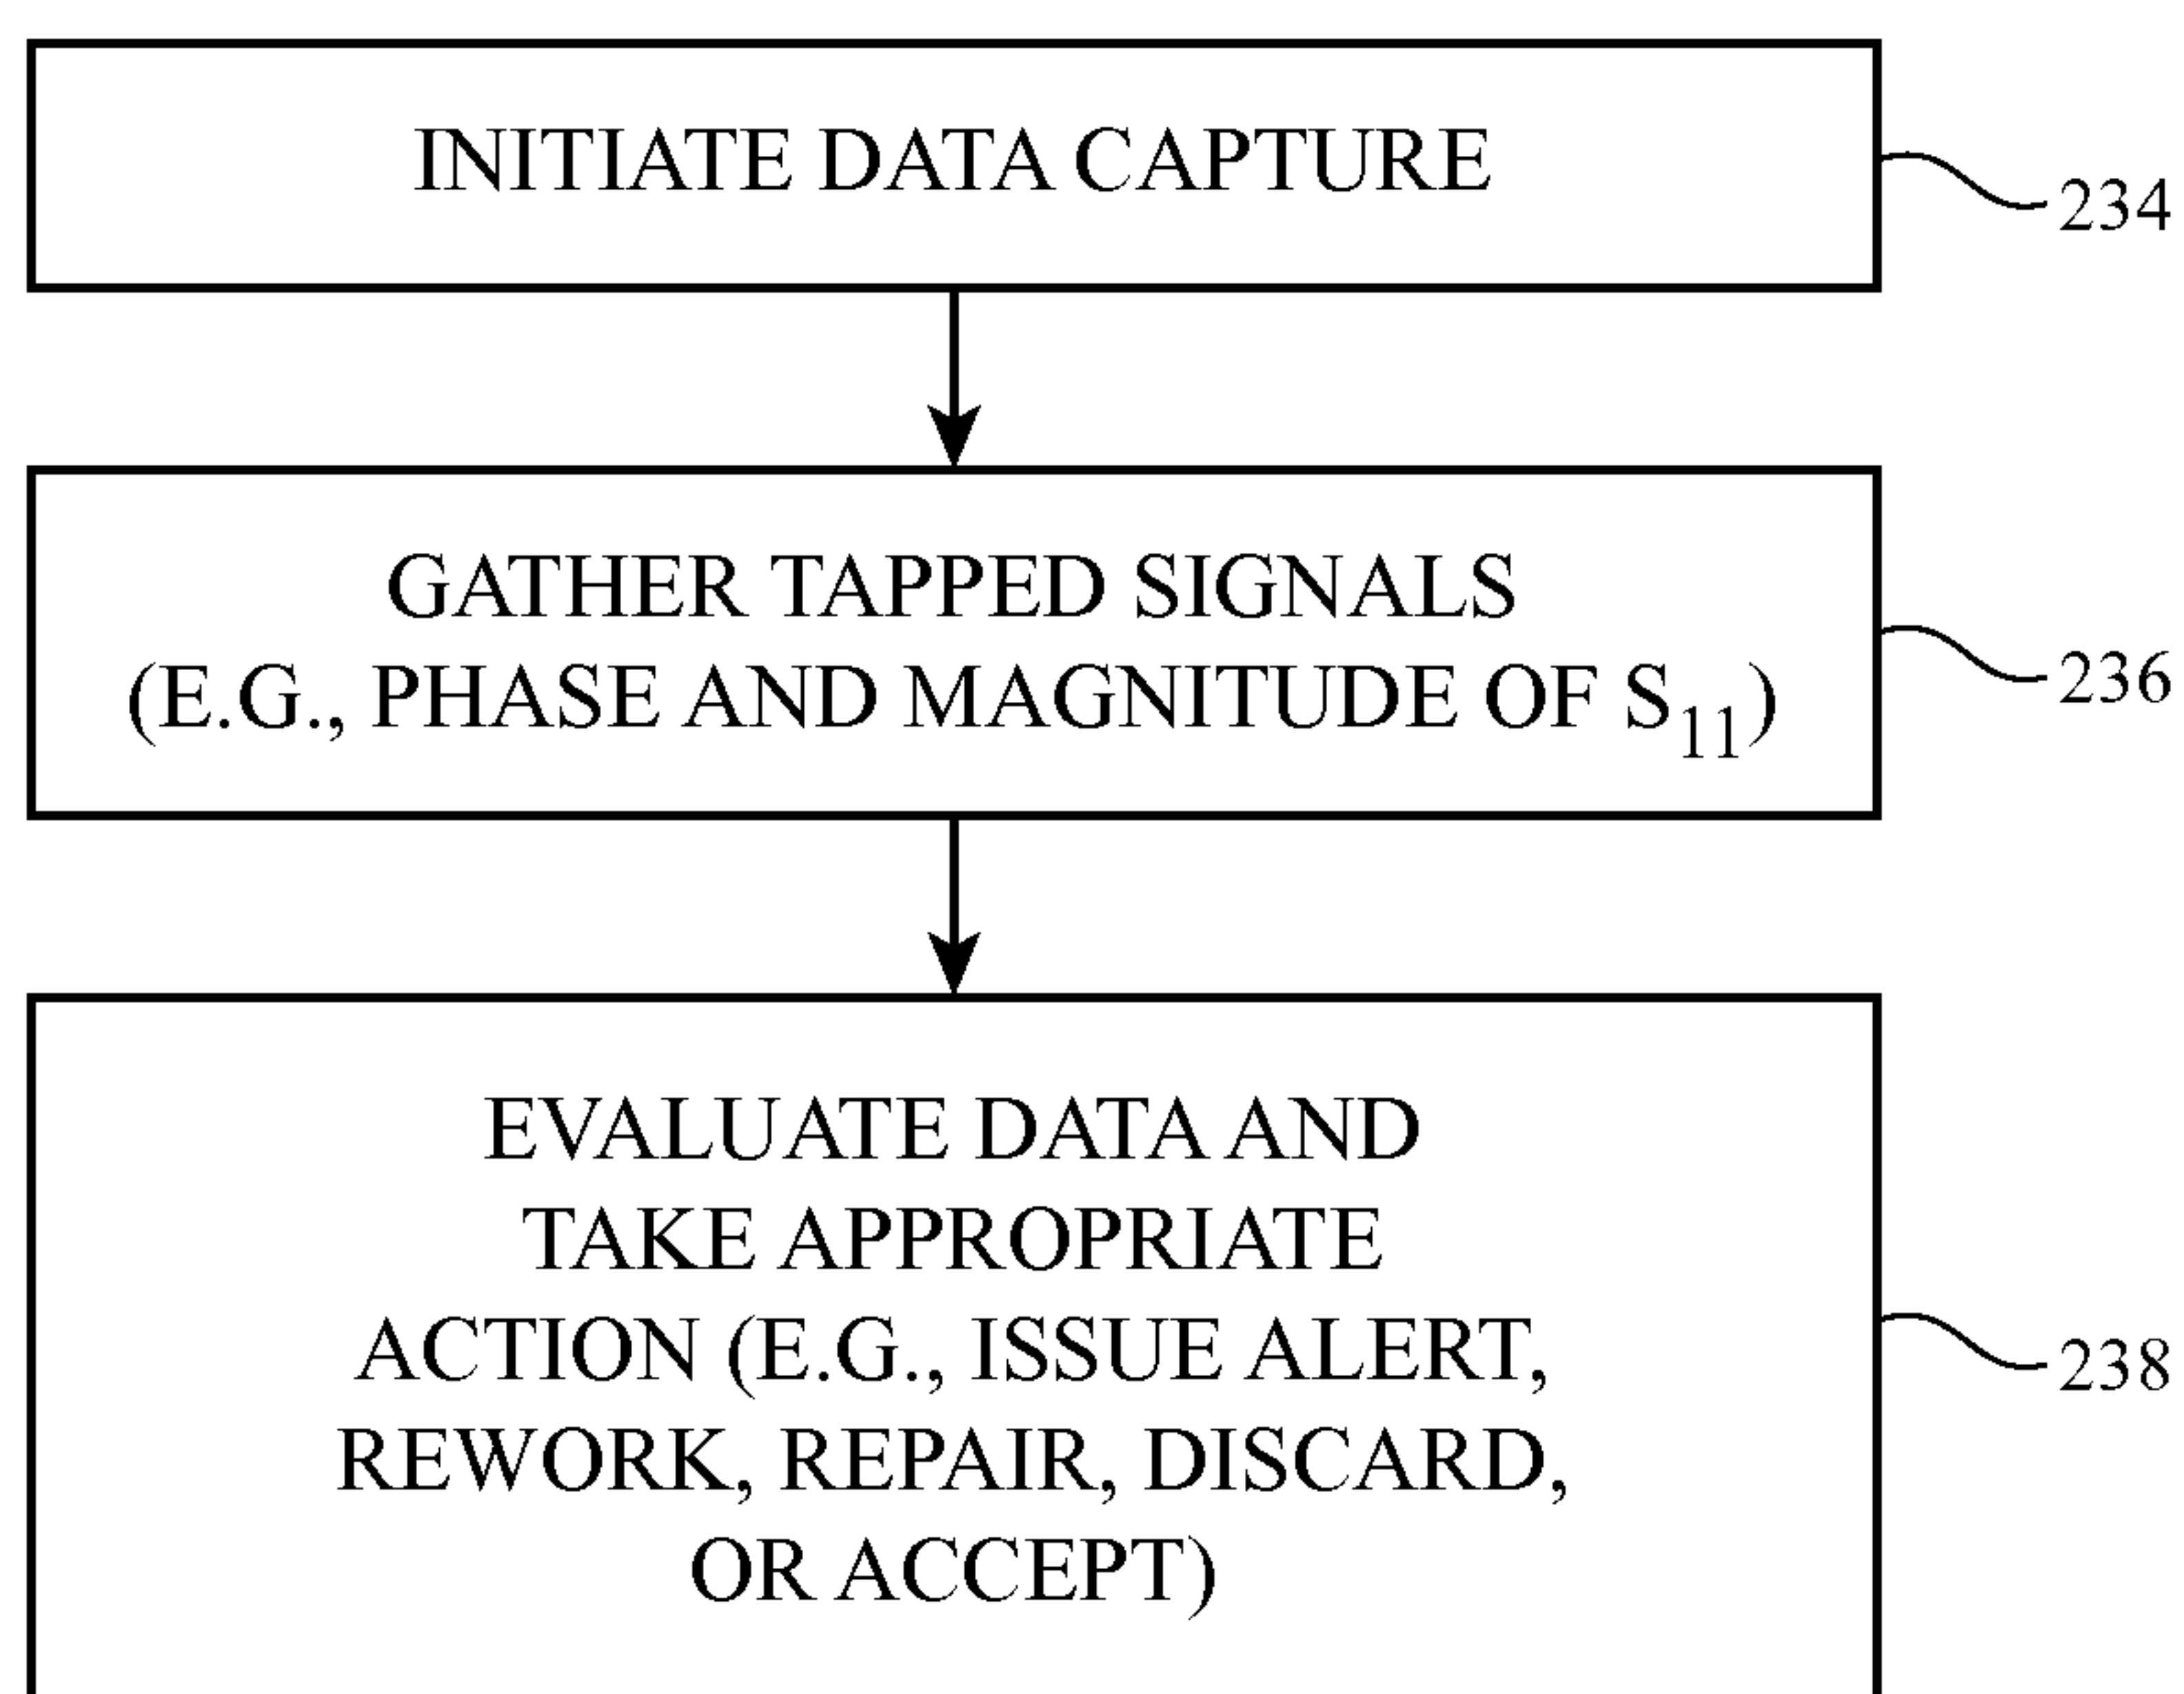 INITIATE DATA CAPTURE
234
GATHER TAPPED SIGNALS
(E.G., PHASE AND MAGNITUDE OF S₁₁)
236
EVALUATE DATA AND
TAKE APPROPRIATE
ACTION (E.G., ISSUE ALERT,
REWORK, REPAIR, DISCARD,
OR ACCEPT)
238